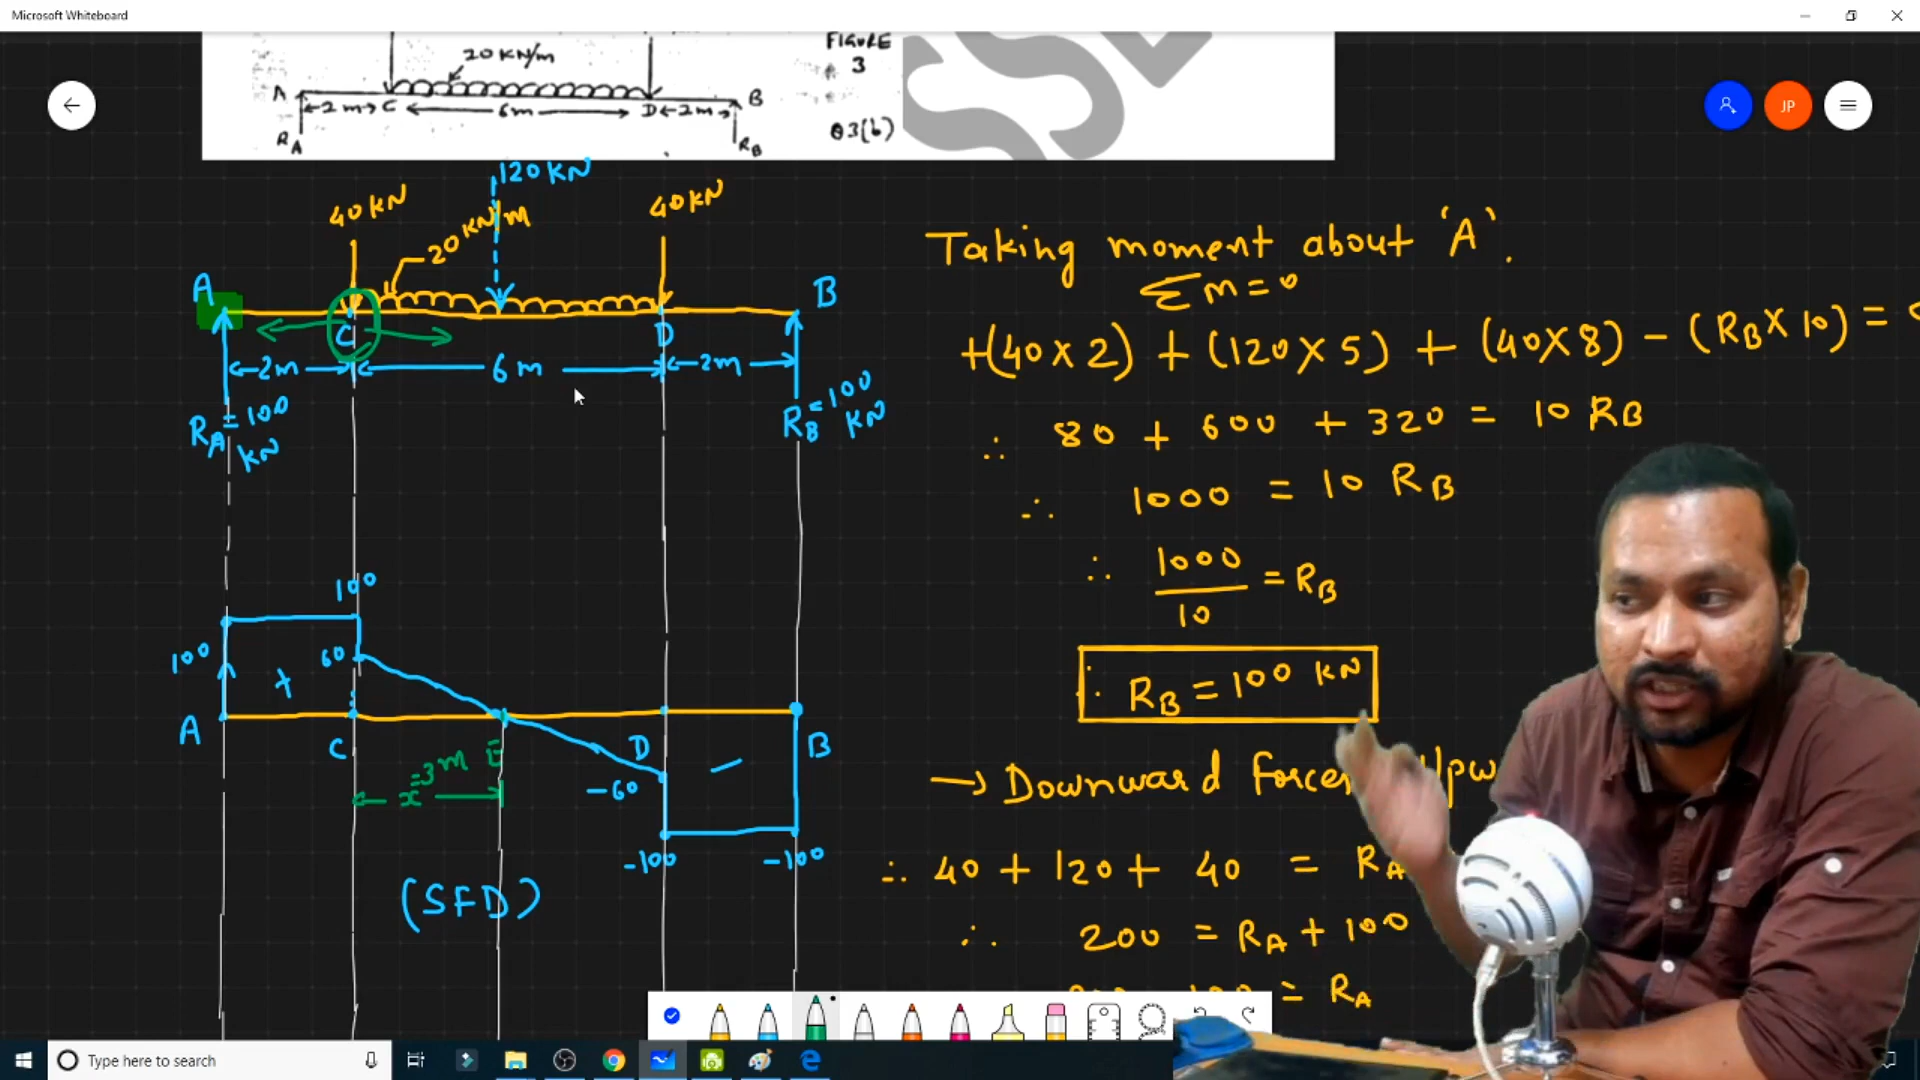 Microsoft Whiteboard
FIGURE
3
20 KN/m
A
2m
C
6m
D
2m
B
RA
RB
Q3(b)
JP
120 KN
40 KN
20 KN/m
40 KN
A
C
D
B
2m
6 m
2m
RA = 100
KN
RB = 100
KN
100
100
60
+
A
C
x = 3m
E
D
B
-60
−
-100
-100
(SFD)
Taking moment about 'A'.
Σm=0
+(40×2) + (120×5) + (40×8) - (RB×10) =
∴ 80 + 600 + 320 = 10 RB
∴ 1000 = 10 RB
∴ 1000/10 = RB
∴ RB = 100 KN
→ Downward Forces Upw
∴ 40 + 120 + 40 = RA
∴ 200 = RA + 100
= RA
Type here to search